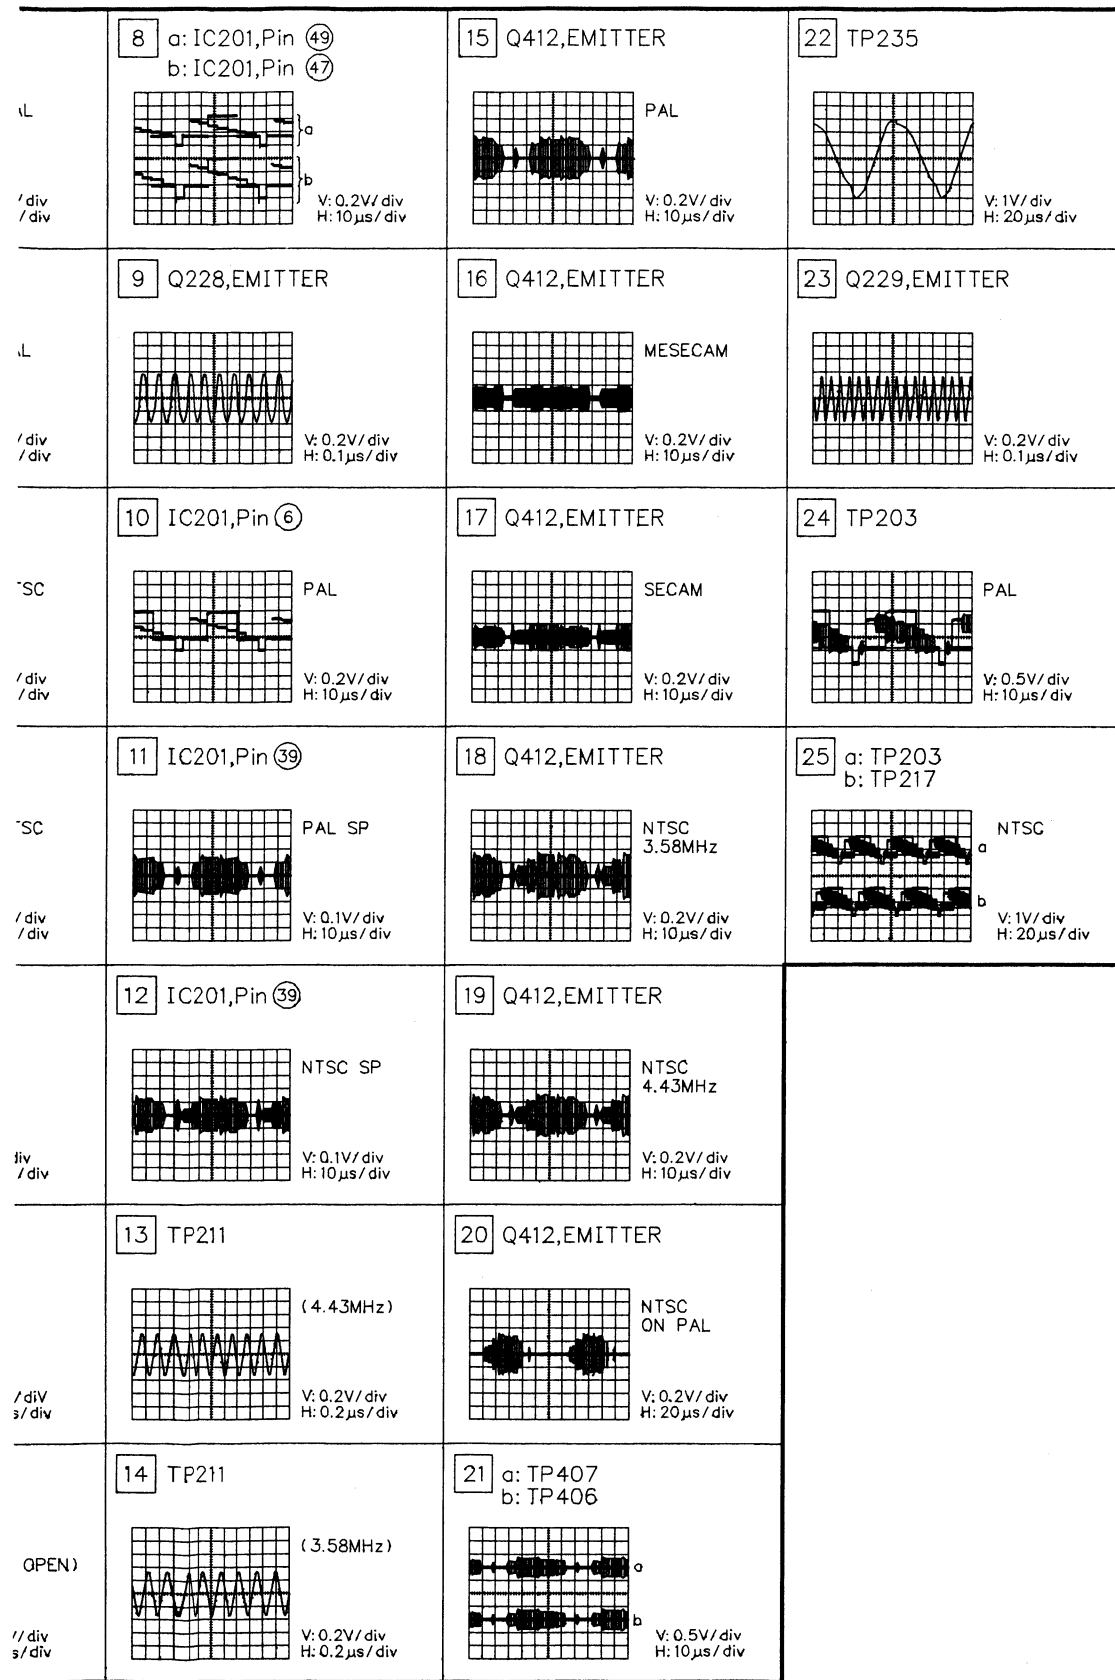 8 a: IC201,Pin 49
b: IC201,Pin 47
a
b
V: 0.2V/div
H: 10µs/div
15 Q412,EMITTER
PAL
V: 0.2V/div
H: 10µs/div
22 TP235
V: 1V/div
H: 20µs/div
/div
/div
9 Q228,EMITTER
V: 0.2V/div
H: 0.1µs/div
16 Q412,EMITTER
MESECAM
V: 0.2V/div
H: 10µs/div
23 Q229,EMITTER
V: 0.2V/div
H: 0.1µs/div
/div
/div
10 IC201,Pin 6
PAL
V: 0.2V/div
H: 10µs/div
17 Q412,EMITTER
SECAM
V: 0.2V/div
H: 10µs/div
24 TP203
PAL
V: 0.5V/div
H: 10µs/div
TSC
/div
/div
11 IC201,Pin 39
PAL SP
V: 0.1V/div
H: 10µs/div
18 Q412,EMITTER
NTSC
3.58MHz
V: 0.2V/div
H: 10µs/div
25 a: TP203
b: TP217
NTSC
a
b
V: 1V/div
H: 20µs/div
TSC
/div
/div
12 IC201,Pin 39
NTSC SP
V: 0.1V/div
H: 10µs/div
19 Q412,EMITTER
NTSC
4.43MHz
V: 0.2V/div
H: 10µs/div
div
/div
13 TP211
(4.43MHz)
V: 0.2V/div
H: 0.2µs/div
20 Q412,EMITTER
NTSC
ON PAL
V: 0.2V/div
H: 20µs/div
/div
s/div
14 TP211
(3.58MHz)
V: 0.2V/div
H: 0.2µs/div
21 a: TP407
b: TP406
a
b
V: 0.5V/div
H: 10µs/div
OPEN)
/div
s/div